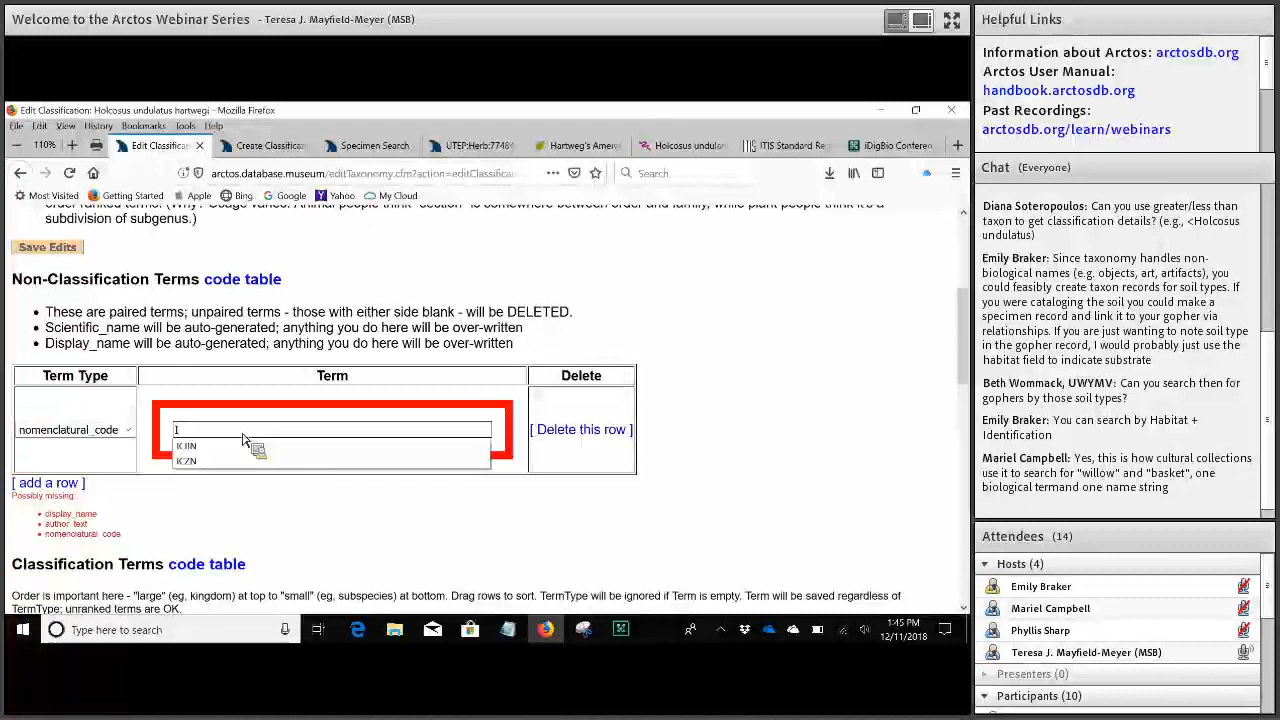 Welcome to the Arctos Webinar Series - Teresa J. Mayfield-Meyer (MSB)
Edit Classification: Holcosus undulatus hartwegi - Mozilla Firefox
File Edit View History Bookmarks Tools Help
110% Edit Classifica Create Classifican Specimen Search UTEP:Herb:77484 Hartweg's Amerv Holcosus undulatu ITIS Standard Re iDigBio Conference
arctos.database.museum/editTaxonomy.cfm?action=editClassifica Search
Most Visited Getting Started Apple Bing Google Yahoo My Cloud
subdivision of subgenus.)
Save Edits
Non-Classification Terms code table
• These are paired terms; unpaired terms - those with either side blank - will be DELETED.
• Scientific_name will be auto-generated; anything you do here will be over-written
• Display_name will be auto-generated; anything you do here will be over-written
Term Type Term Delete
nomenclatural_code I [ Delete this row ]
ICZN
[ add a row ]
Possibly missing:
• display_name
• author_text
• nomenclatural_code
Classification Terms code table
Order is important here - "large" (eg, kingdom) at top to "small" (eg, subspecies) at bottom. Drag rows to sort. TermType will be ignored if Term is empty. Term will be saved regardless of
TermType; unranked terms are OK.
Type here to search
1:45 PM
12/11/2018
Helpful Links
Information about Arctos: arctosdb.org
Arctos User Manual:
handbook.arctosdb.org
Past Recordings:
arctosdb.org/learn/webinars
Chat (Everyone)
Diana Soteropoulos: Can you use greater/less than
taxon to get classification details? (e.g., <Holcosus
undulatus)
Emily Braker: Since taxonomy handles non-
biological names (e.g. objects, art, artifacts), you
could feasibly create taxon records for soil types. If
you were cataloging the soil you could make a
specimen record and link it to your gopher via
relationships. If you are just wanting to note soil type
in the gopher record, I would probably just use the
habitat field to indicate substrate
Beth Wommack, UWYMV: Can you search then for
gophers by those soil types?
Emily Braker: You can search by Habitat +
Identification
Mariel Campbell: Yes, this is how cultural collections
use it to search for "willow" and "basket", one
biological termand one name string
Attendees (14)
Hosts (4)
Emily Braker
Mariel Campbell
Phyllis Sharp
Teresa J. Mayfield-Meyer (MSB)
Presenters (0)
Participants (10)